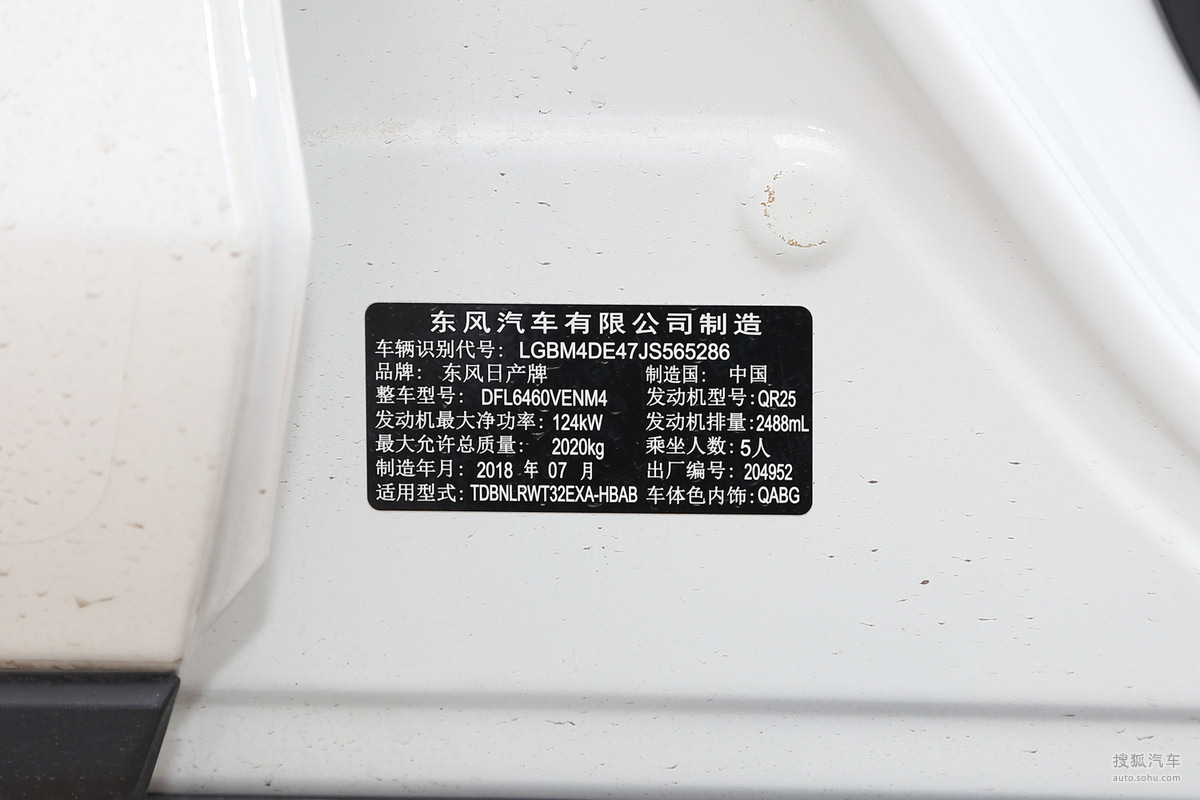 东风汽车有限公司制造
车辆识别代号： LGBM4DE47JS565286
品牌： 东风日产牌 制造国： 中国
整车型号： DFL6460VENM4 发动机型号：QR25
发动机最大净功率：124kW 发动机排量：2488mL
最大允许总质量： 2020kg 乘坐人数：5人
制造年月：2018 年 07 月 出厂编号：204952
适用型式：TDBNLRWT32EXA-HBAB 车体色内饰：QABG
搜狐汽车
auto.sohu.com